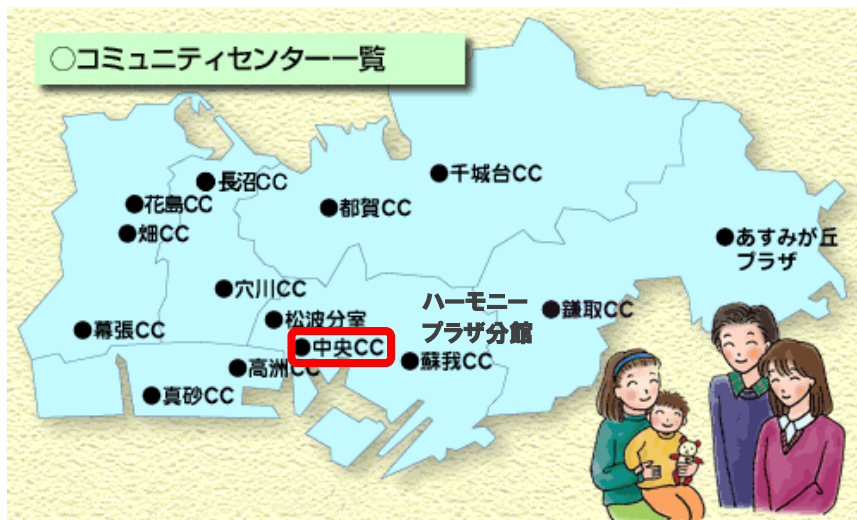 ○コミュニティセンター一覧
●千城台CC
●長沼CC
●花島CC
●都賀CC
●畑CC
●あすみが丘
プラザ
●穴川CC
ハーモニー
プラザ分館
●鎌取CC
●松波分室
●幕張CC
●中央CC
●蘇我CC
●高洲CC
●真砂CC